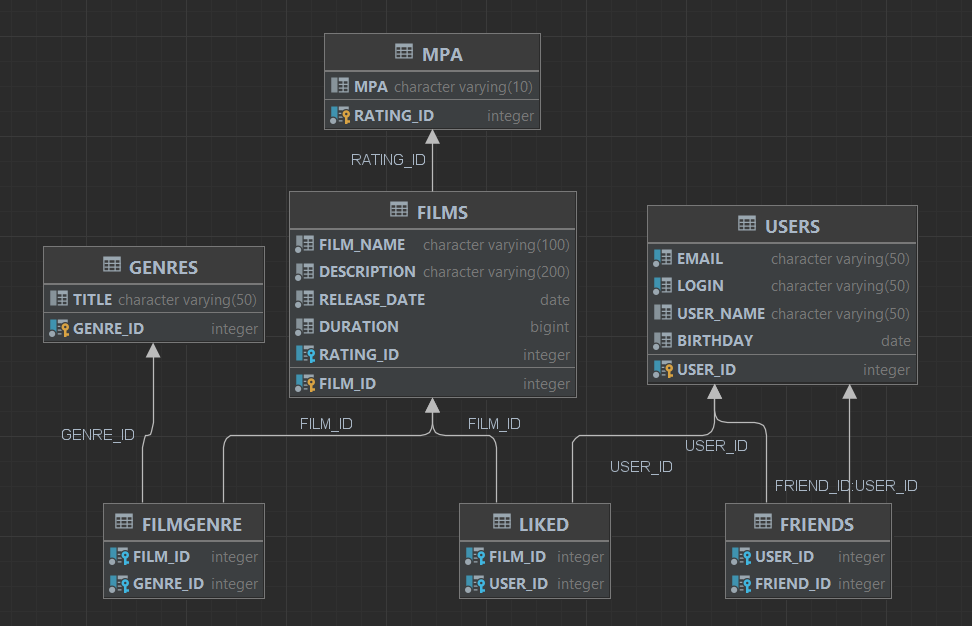 MPA
MPA character varying(10)
RATING_ID integer
RATING_ID
FILMS
FILM_NAME character varying(100)
DESCRIPTION character varying(200)
RELEASE_DATE date
DURATION bigint
RATING_ID integer
FILM_ID integer
USERS
EMAIL character varying(50)
LOGIN character varying(50)
USER_NAME character varying(50)
BIRTHDAY date
USER_ID integer
GENRES
TITLE character varying(50)
GENRE_ID integer
GENRE_ID
FILM_ID
FILM_ID
USER_ID
USER_ID
FRIEND_ID:USER_ID
FILMGENRE
FILM_ID integer
GENRE_ID integer
LIKED
FILM_ID integer
USER_ID integer
FRIENDS
USER_ID integer
FRIEND_ID integer